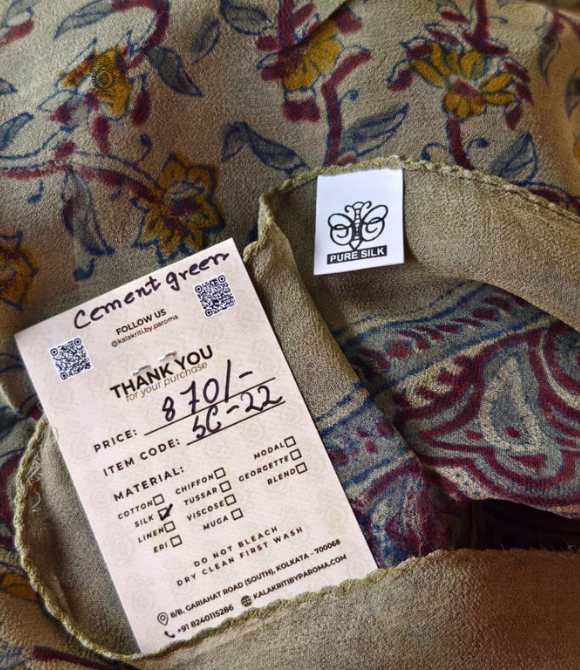 PURE SILK
Cement green
FOLLOW US
@kalakriti.by.paroma
THANK YOU
for your purchase
PRICE: 870/-
ITEM CODE: SC-22
MATERIAL:
COTTON CHIFFON MODAL
SILK TUSSAR GEORGETTE
LINEN VISCOSE BLEND
ERI MUGA
DO NOT BLEACH
DRY CLEAN FIRST WASH
8/B, GARIAHAT ROAD (SOUTH), KOLKATA - 700068
+91 8240115286 KALAKRITIBYPAROMA.COM